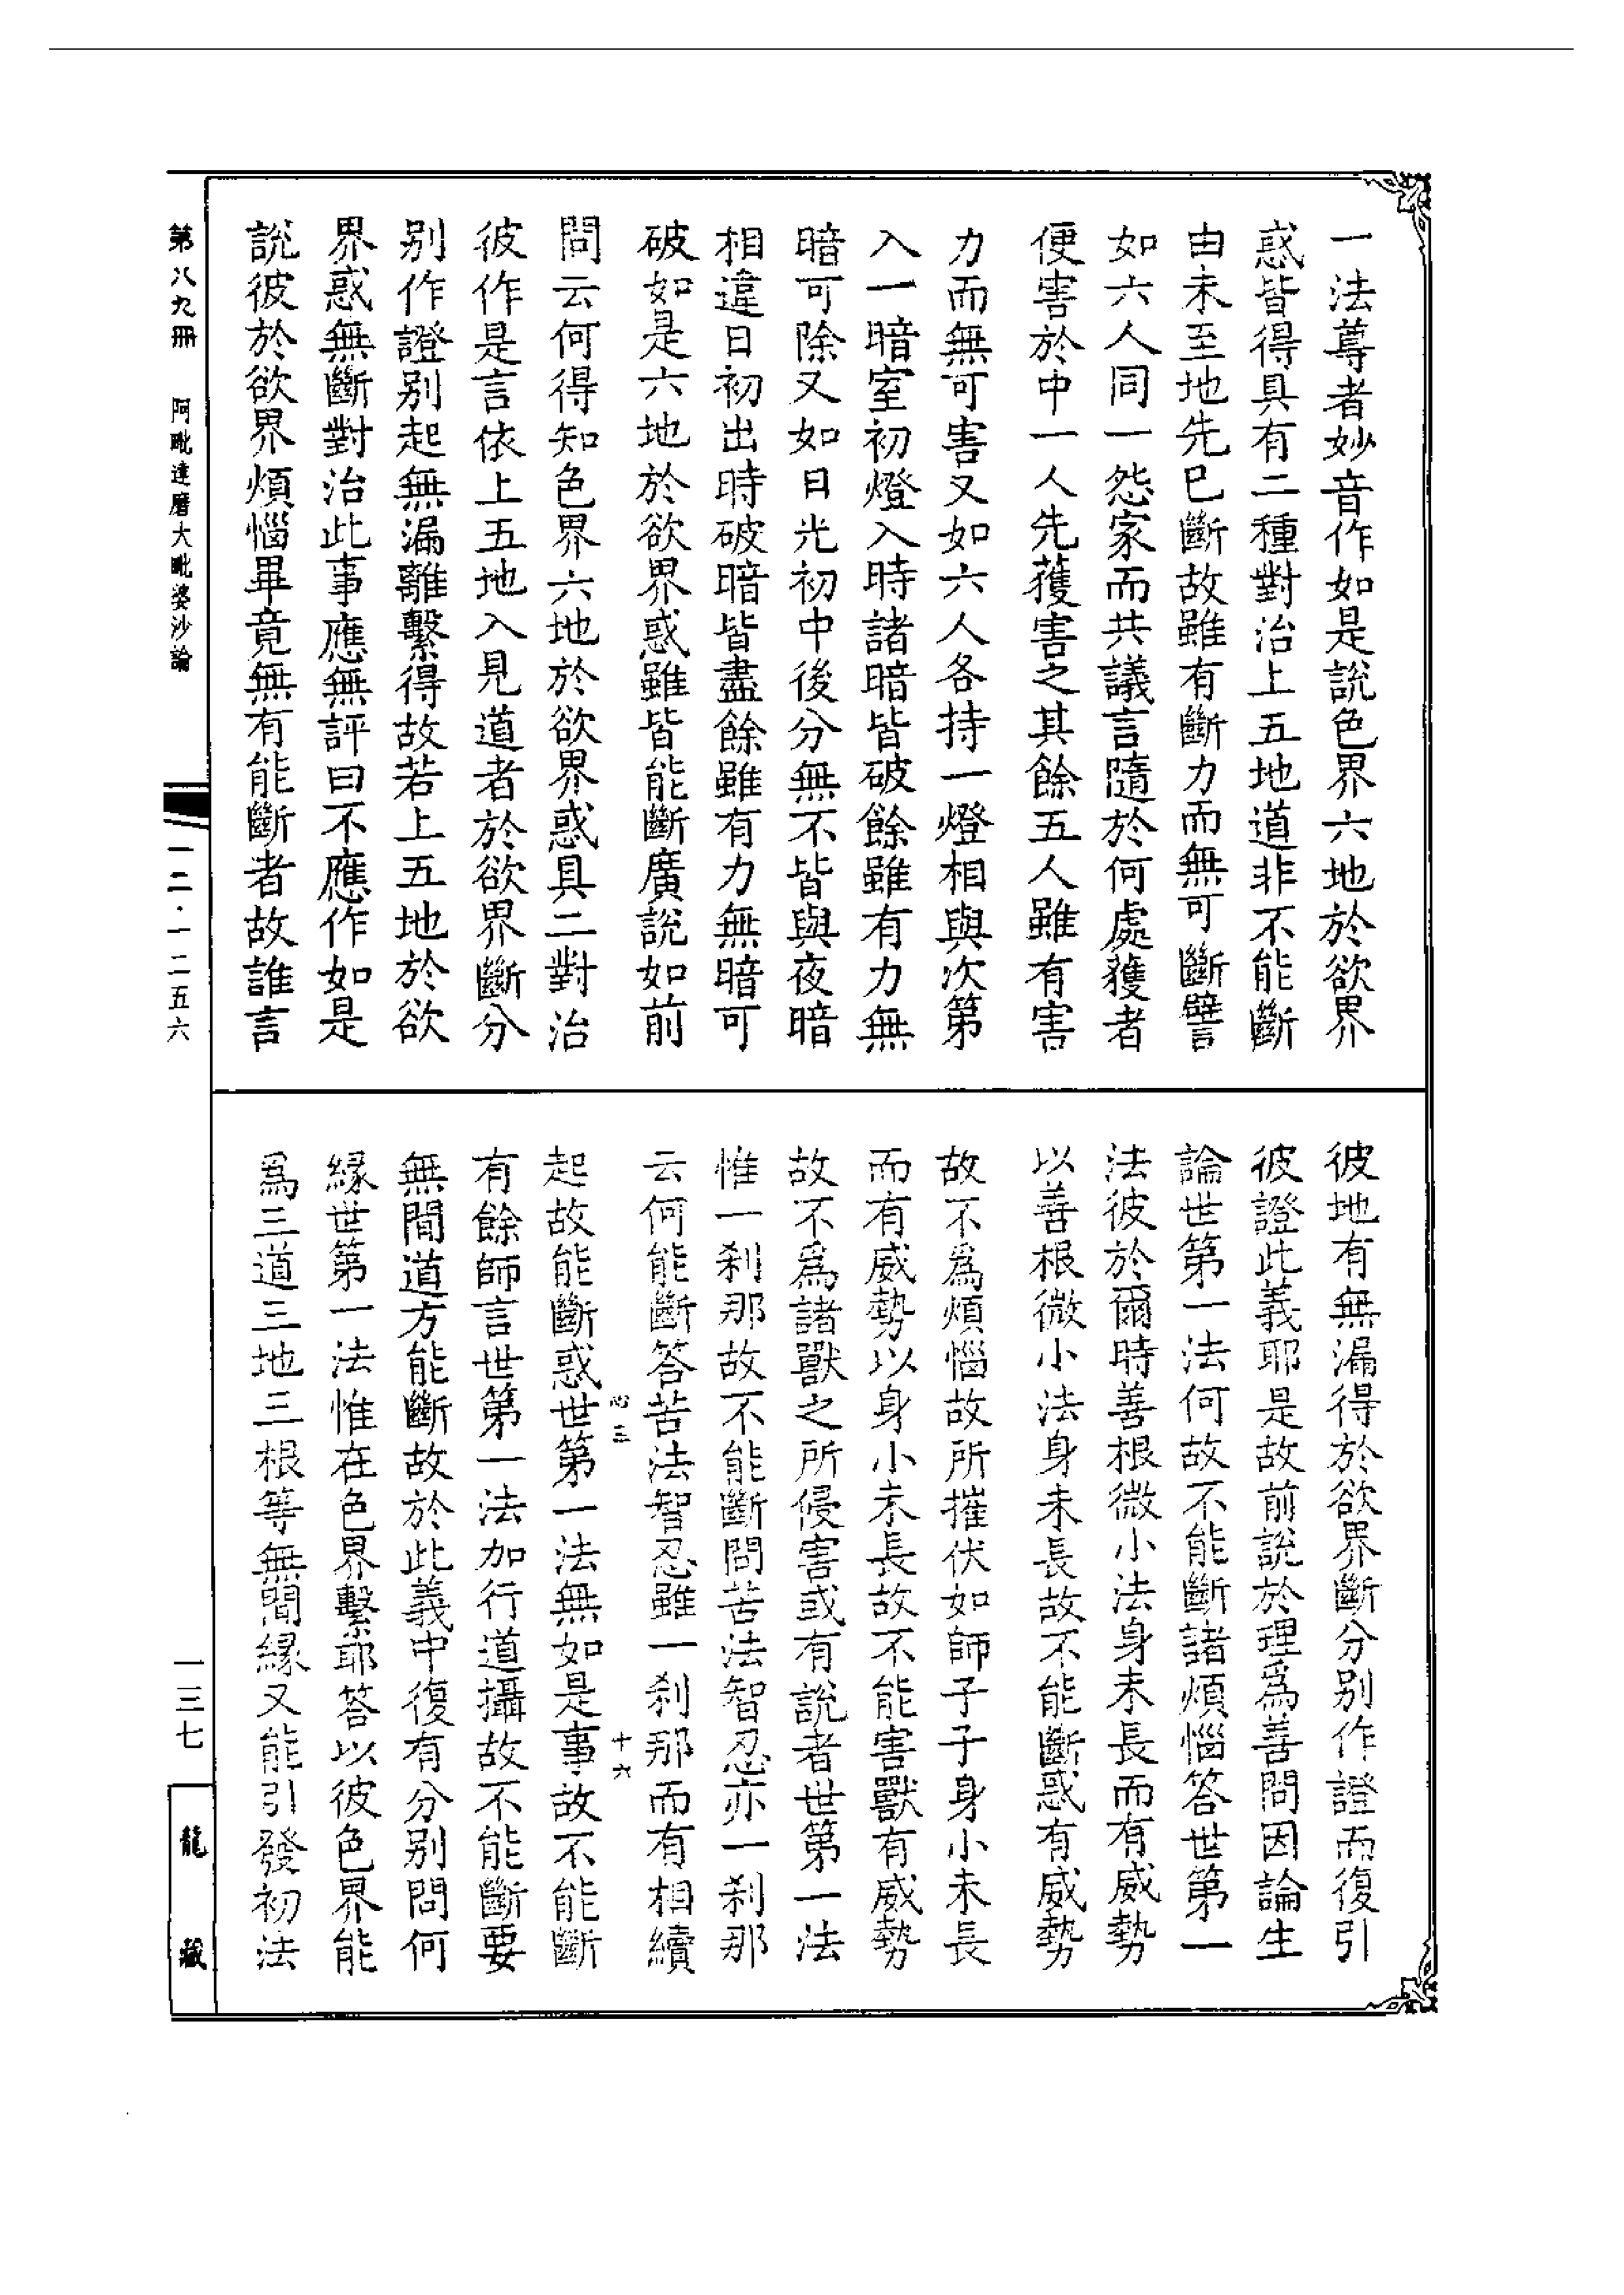 一法尊者妙音作如是說色界六地於欲界
惑皆得具有二種對治上五地道非不能斷
由未至地先已斷故雖有斷力而無可斷譬
如六人同一怨家而共議言隨於何處獲者
便害於中一人先獲害之其餘五人雖有害
力而無可害又如六人各持一燈相與次第
入一暗室初燈入時諸暗皆破餘雖有力無
暗可除又如日光初中後分無不皆與夜暗
相違日初出時破暗皆盡餘雖有力無暗可
破如是六地於欲界惑雖皆能斷廣說如前
問云何得知色界六地於欲界惑具二對治
彼作是言依上五地入見道者於欲界斷分
別作證別起無漏離繫得故若上五地於欲
界惑無斷對治此事應無評曰不應作如是
說彼於欲界煩惱畢竟無有能斷者故誰言
彼地有無漏得於欲界斷分別作證而復引
彼證此義耶是故前說於理爲善問因論生
論世第一法何故不能斷諸煩惱答世第一
法彼於爾時善根微小法身未長而有威勢
以善根微小法身未長故不能斷惑有威勢
故不爲煩惱故所摧伏如師子子身小未長
而有威勢以身小未長故不能害獸有威勢
故不爲諸獸之所侵害或有說者世第一法
惟一剎那故不能斷問苦法智忍亦一剎那
云何能斷答苦法智忍雖一剎那而有相續
心三 十六
起故能斷惑世第一法無如是事故不能斷
有餘師言世第一法加行道攝故不能斷要
無間道方能斷故於此義中復有分別問何
緣世第一法惟在色界繫耶答以彼色界能
爲三道三地三根等無間緣又能引發初法
第八九冊 阿毗達磨大毗婆沙論
一二·一二五六
一三七
龍藏